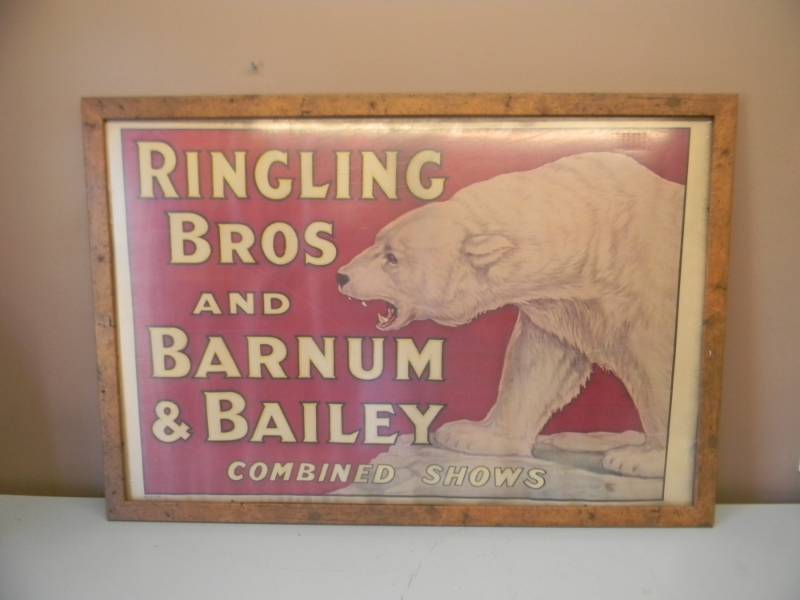 RINGLING
BROS
AND
BARNUM
& BAILEY
COMBINED SHOWS